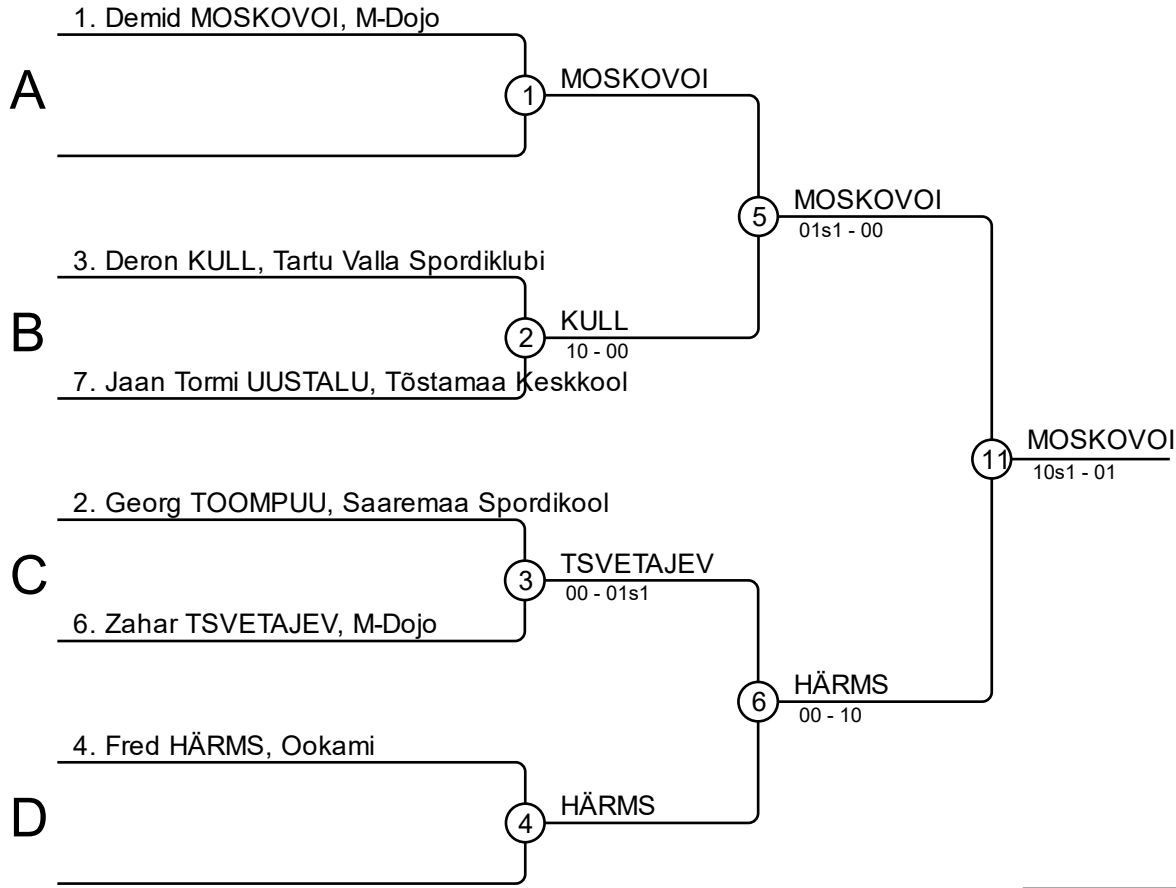 1. Demid MOSKOVOI, M-Dojo
A
1
MOSKOVOI
5
MOSKOVOI
01s1 - 00
3. Deron KULL, Tartu Valla Spordiklubi
B
2
KULL
10 - 00
7. Jaan Tormi UUSTALU, Tõstamaa Keskkool
11
MOSKOVOI
10s1 - 01
2. Georg TOOMPUU, Saaremaa Spordikool
C
3
TSVETAJEV
00 - 01s1
6. Zahar TSVETAJEV, M-Dojo
6
HÄRMS
00 - 10
4. Fred HÄRMS, Ookami
D
4
HÄRMS